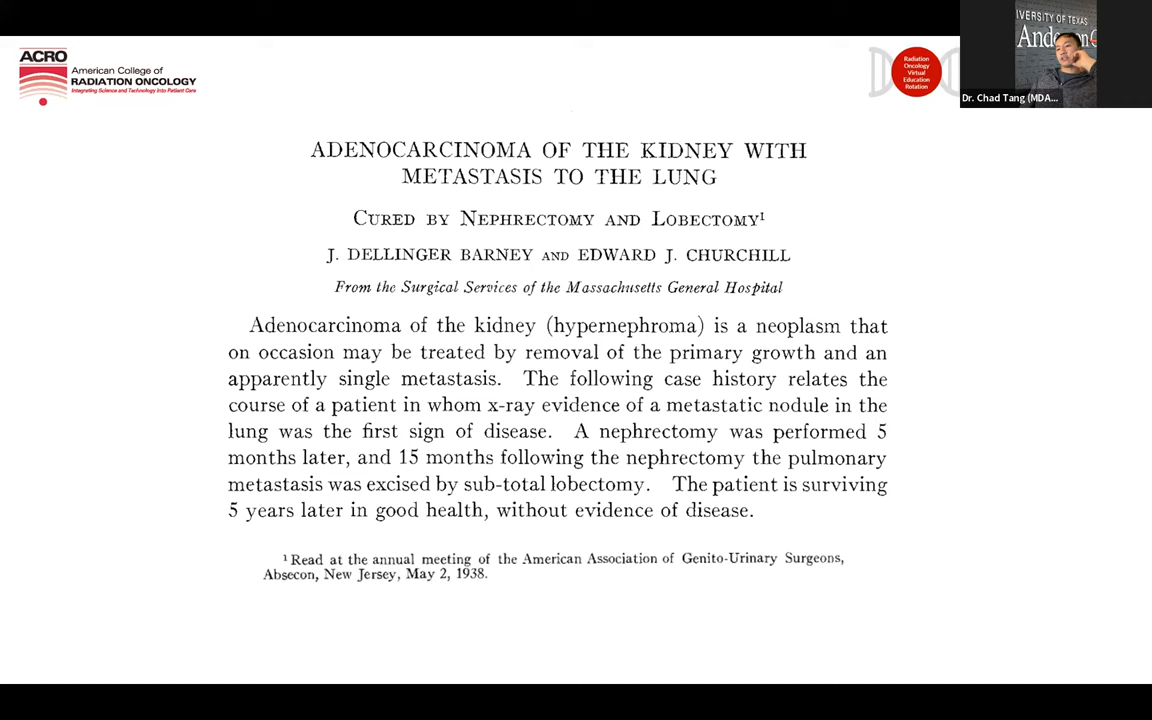 ACRO
American College of
RADIATION ONCOLOGY
Integrating Science and Technology into Patient Care
Radiation
Oncology
Virtual
Education
Rotation
IVERSITY OF TEXAS
Dr. Chad Tang (MDA...
ADENOCARCINOMA OF THE KIDNEY WITH
METASTASIS TO THE LUNG
CURED BY NEPHRECTOMY AND LOBECTOMY¹
J. DELLINGER BARNEY AND EDWARD J. CHURCHILL
From the Surgical Services of the Massachusetts General Hospital
Adenocarcinoma of the kidney (hypernephroma) is a neoplasm that
on occasion may be treated by removal of the primary growth and an
apparently single metastasis. The following case history relates the
course of a patient in whom x-ray evidence of a metastatic nodule in the
lung was the first sign of disease. A nephrectomy was performed 5
months later, and 15 months following the nephrectomy the pulmonary
metastasis was excised by sub-total lobectomy. The patient is surviving
5 years later in good health, without evidence of disease.
¹ Read at the annual meeting of the American Association of Genito-Urinary Surgeons,
Absecon, New Jersey, May 2, 1938.